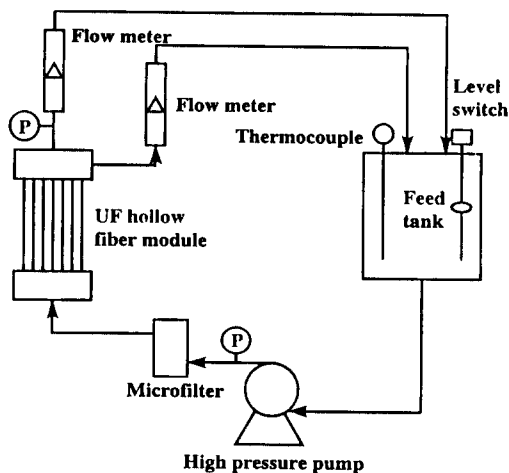 Flow meter
Flow meter
Level
switch
P
Thermocouple
UF hollow
fiber module
Feed
tank
P
Microfilter
High pressure pump